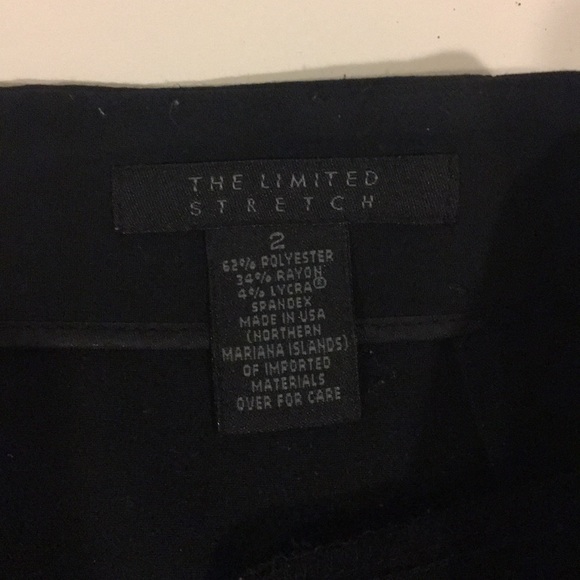 THE LIMITED
STRETCH
2
62% POLYESTER
34% RAYON
4% LYCRA®
SPANDEX
MADE IN USA
(NORTHERN
MARIANA ISLANDS)
OF IMPORTED
MATERIALS
OVER FOR CARE